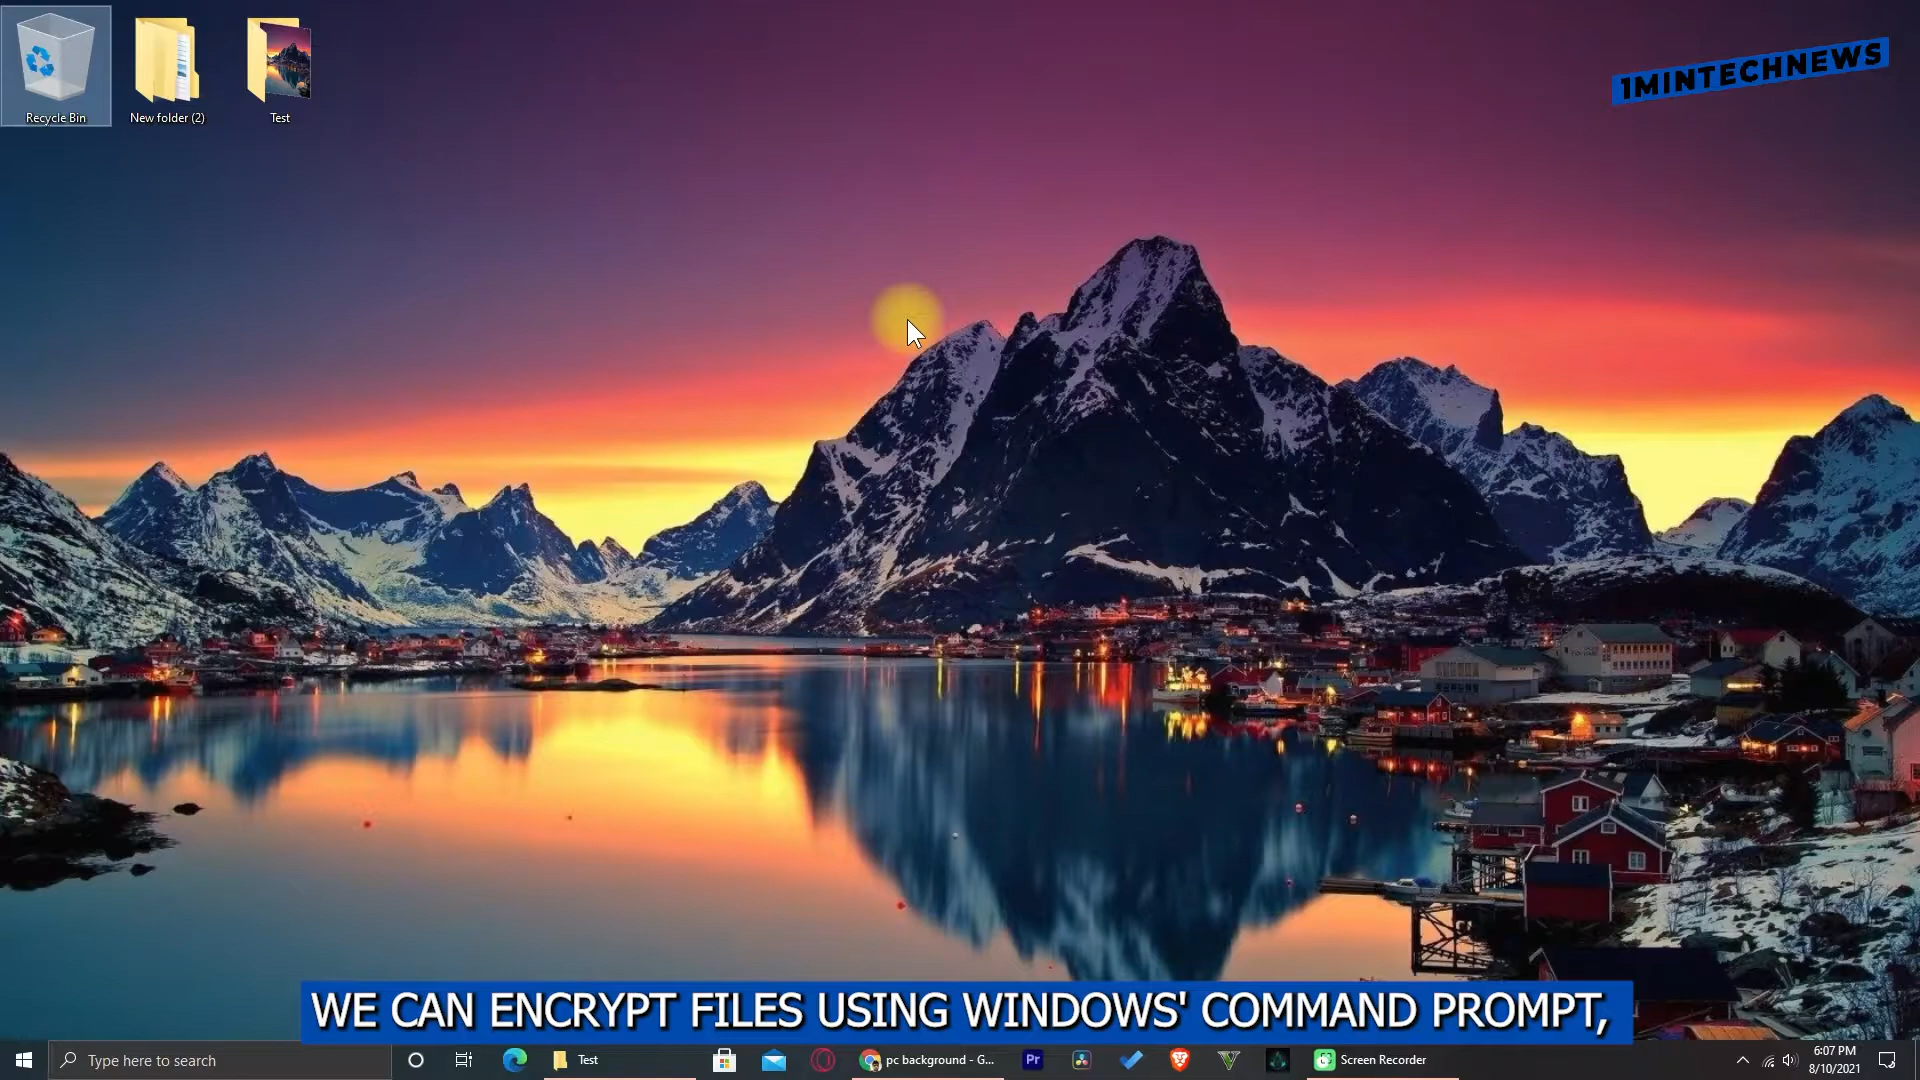 1MINTECHNEWS
Recycle Bin
New folder (2)
Test
WE CAN ENCRYPT FILES USING WINDOWS' COMMAND PROMPT,
Type here to search
Test
pc background - G...
Pr
Screen Recorder
6:07 PM
8/10/2021